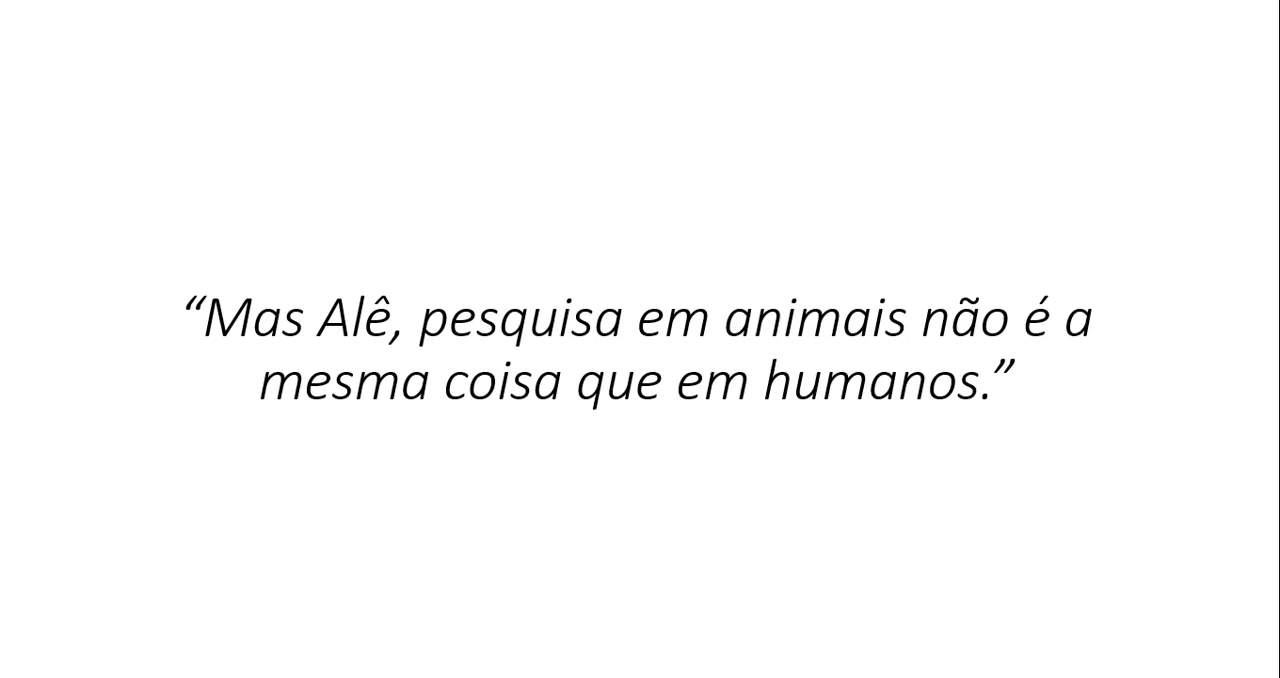 “Mas Alê, pesquisa em animais não é a
mesma coisa que em humanos.”